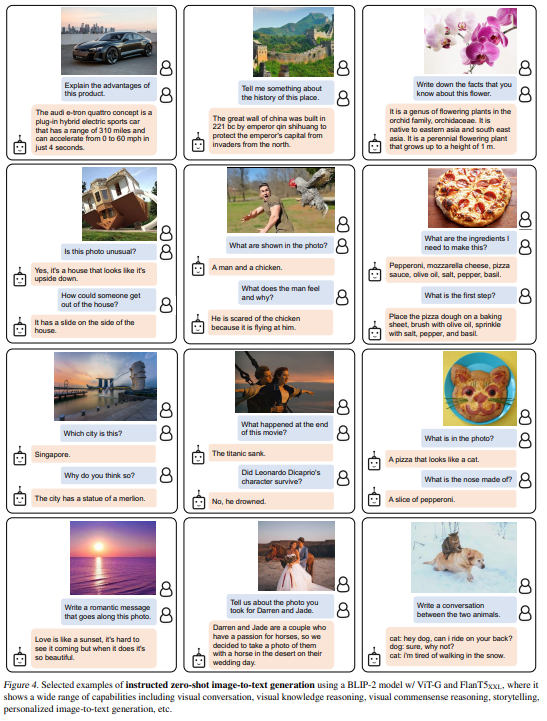 Explain the advantages of
this product.
The audi e-tron quattro concept is a
plug-in hybrid electric sports car
that has a range of 310 miles and
can accelerate from 0 to 60 mph in
just 4 seconds.
Tell me something about
the history of this place.
The great wall of china was built in
221 bc by emperor qin shihuang to
protect the emperor's capital from
invaders from the north.
Write down the facts that you
know about this flower.
It is a genus of flowering plants in the
orchid family, orchidaceae. It is
native to eastern asia and south east
asia. It is a perennial flowering plant
that grows up to a height of 1 m.
Is this photo unusual?
Yes, it's a house that looks like it's
upside down.
How could someone get
out of the house?
It has a slide on the side of the
house.
What are shown in the photo?
A man and a chicken.
What does the man feel
and why?
He is scared of the chicken
because it is flying at him.
What are the ingredients I
need to make this?
Pepperoni, mozzarella cheese, pizza
sauce, olive oil, salt, pepper, basil.
What is the first step?
Place the pizza dough on a baking
sheet, brush with olive oil, sprinkle
with salt, pepper, and basil.
Which city is this?
Singapore.
Why do you think so?
The city has a statue of a merlion.
What happened at the end
of this movie?
The titanic sank.
Did Leonardo Dicaprio's
character survive?
No, he drowned.
What is in the photo?
A pizza that looks like a cat.
What is the nose made of?
A slice of pepperoni.
Write a romantic message
that goes along this photo.
Love is like a sunset, it's hard to
see it coming but when it does it's
so beautiful.
Tell us about the photo you
took for Darren and Jade.
Darren and Jade are a couple who
have a passion for horses, so we
decided to take a photo of them
with a horse in the desert on their
wedding day.
Write a conversation
between the two animals.
cat: hey dog, can i ride on your back?
dog: sure, why not?
cat: i'm tired of walking in the snow.
Figure 4. Selected examples of instructed zero-shot image-to-text generation using a BLIP-2 model w/ ViT-G and FlanT5XXL, where it
shows a wide range of capabilities including visual conversation, visual knowledge reasoning, visual commensense reasoning, storytelling,
personalized image-to-text generation, etc.